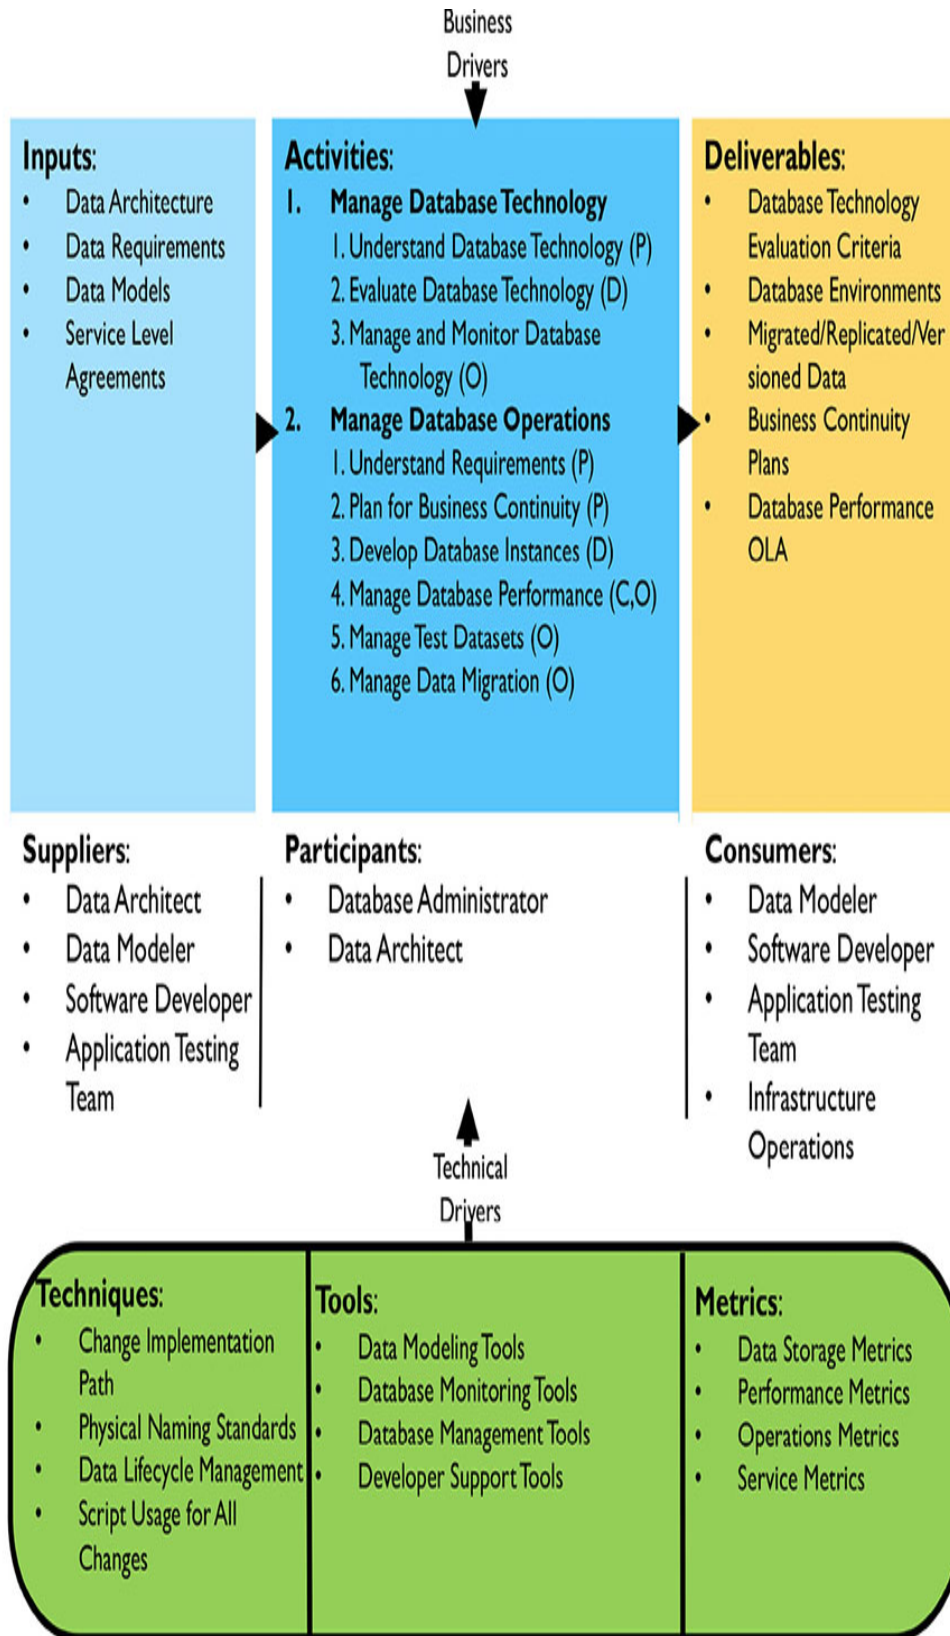 Business
Drivers
Inputs:
• Data Architecture
• Data Requirements
• Data Models
• Service Level
Agreements
Activities:
1. Manage Database Technology
1. Understand Database Technology (P)
2. Evaluate Database Technology (D)
3. Manage and Monitor Database
Technology (O)
2. Manage Database Operations
1. Understand Requirements (P)
2. Plan for Business Continuity (P)
3. Develop Database Instances (D)
4. Manage Database Performance (C,O)
5. Manage Test Datasets (O)
6. Manage Data Migration (O)
Deliverables:
• Database Technology
Evaluation Criteria
• Database Environments
• Migrated/Replicated/Ver
sioned Data
• Business Continuity
Plans
• Database Performance
OLA
Suppliers:
• Data Architect
• Data Modeler
• Software Developer
• Application Testing
Team
Participants:
• Database Administrator
• Data Architect
Consumers:
• Data Modeler
• Software Developer
• Application Testing
Team
• Infrastructure
Operations
Technical
Drivers
Techniques:
• Change Implementation
Path
• Physical Naming Standards
• Data Lifecycle Management
• Script Usage for All
Changes
Tools:
• Data Modeling Tools
• Database Monitoring Tools
• Database Management Tools
• Developer Support Tools
Metrics:
• Data Storage Metrics
• Performance Metrics
• Operations Metrics
• Service Metrics